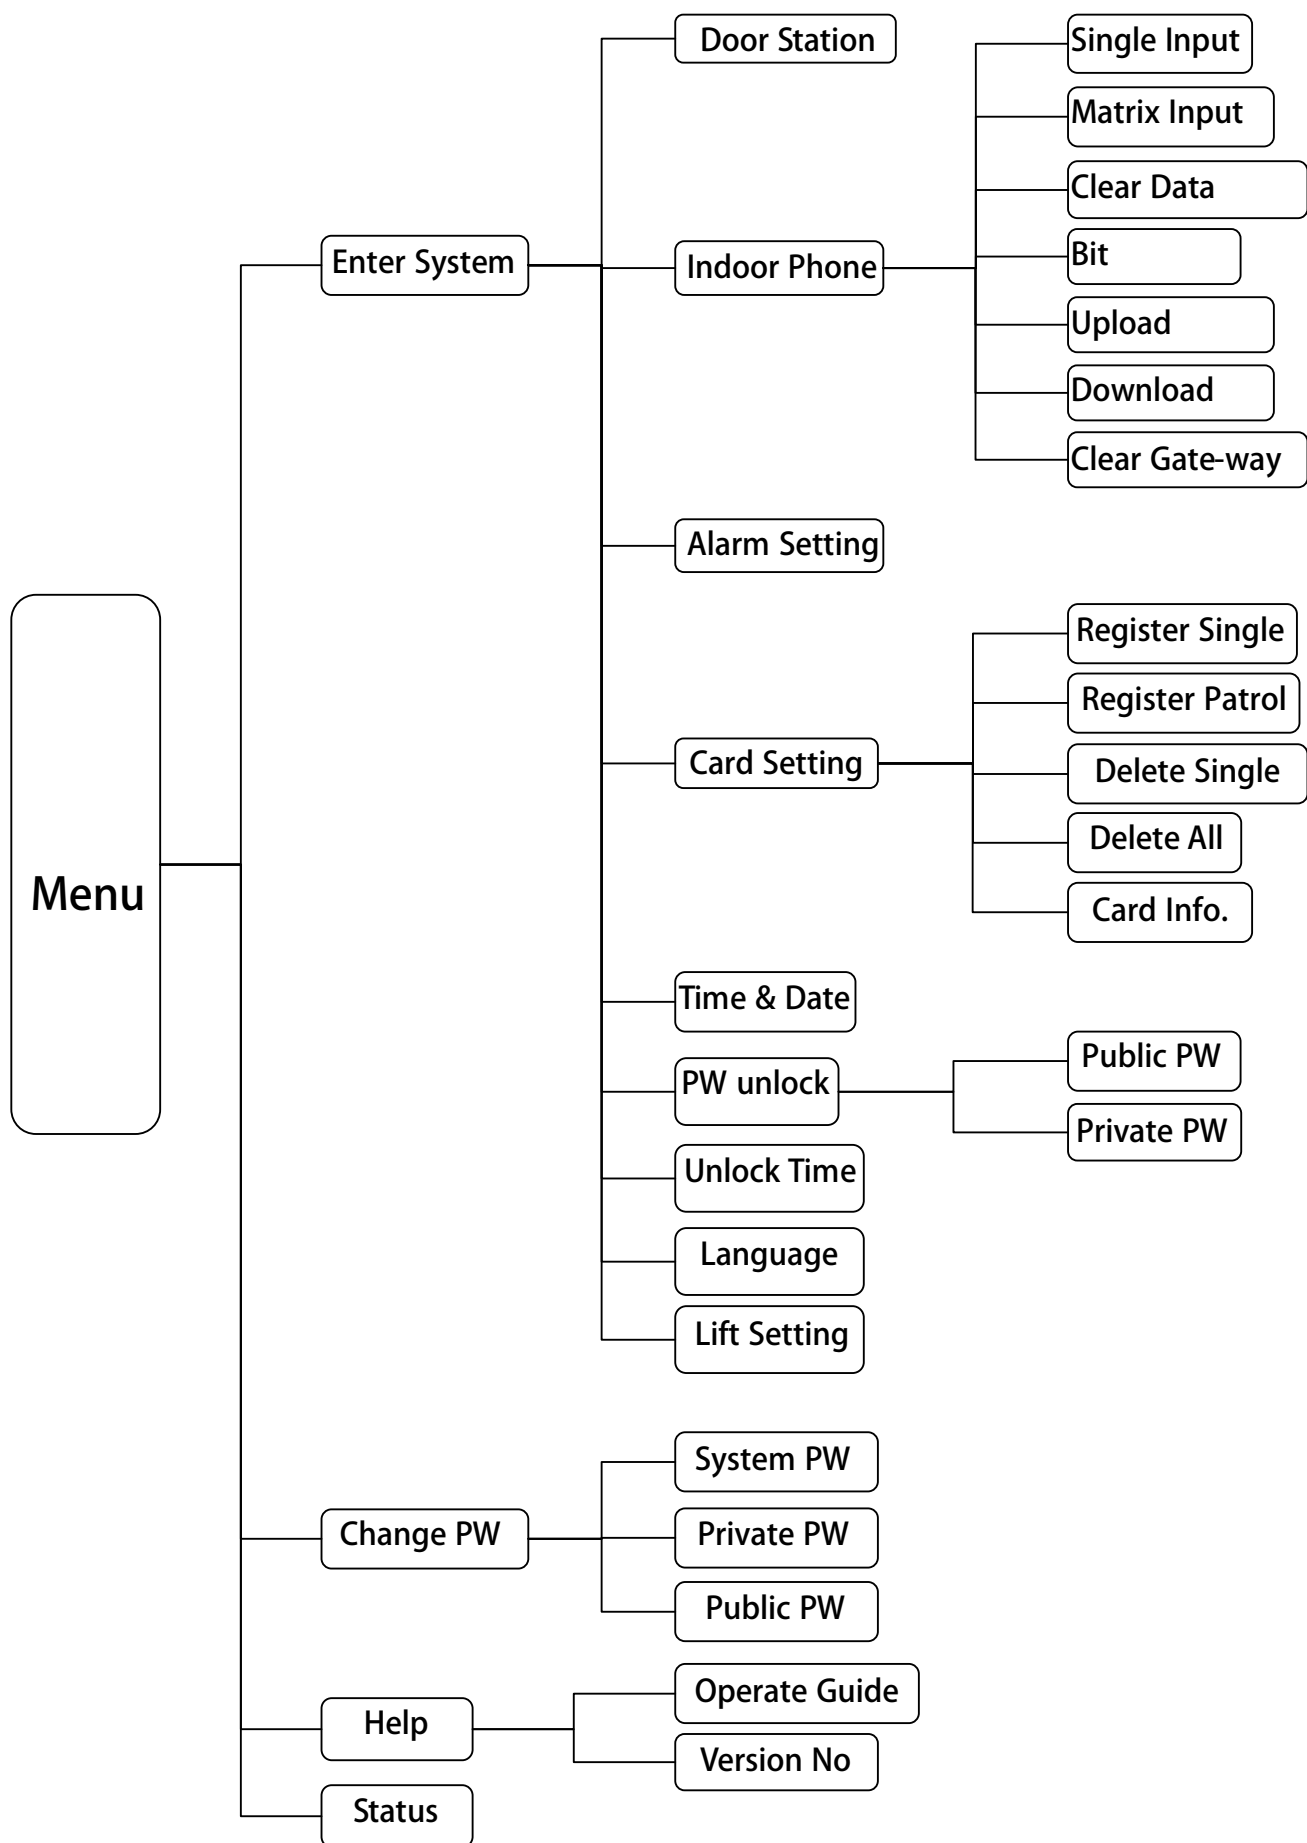 Menu
Enter System
Door Station
Indoor Phone
Single Input
Matrix Input
Clear Data
Bit
Upload
Download
Clear Gate-way
Alarm Setting
Card Setting
Register Single
Register Patrol
Delete Single
Delete All
Card Info.
Time & Date
PW unlock
Public PW
Private PW
Unlock Time
Language
Lift Setting
Change PW
System PW
Private PW
Public PW
Help
Operate Guide
Version No
Status